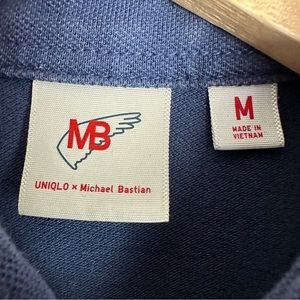 MB
UNIQLO × Michael Bastian
M
MADE IN
VIETNAM